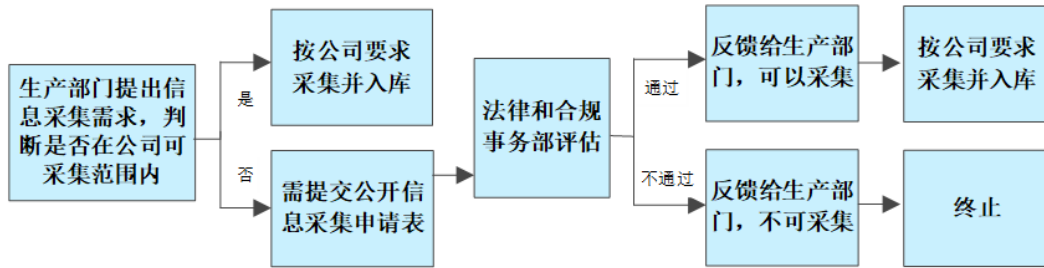 生产部门提出信
息采集需求，判
断是否在公司可
采集范围内
是
按公司要求
采集并入库
否
需提交公开信
息采集申请表
法律和合规
事务部评估
通过
反馈给生产部
门，可以采集
按公司要求
采集并入库
不通过
反馈给生产部
门，不可采集
终止